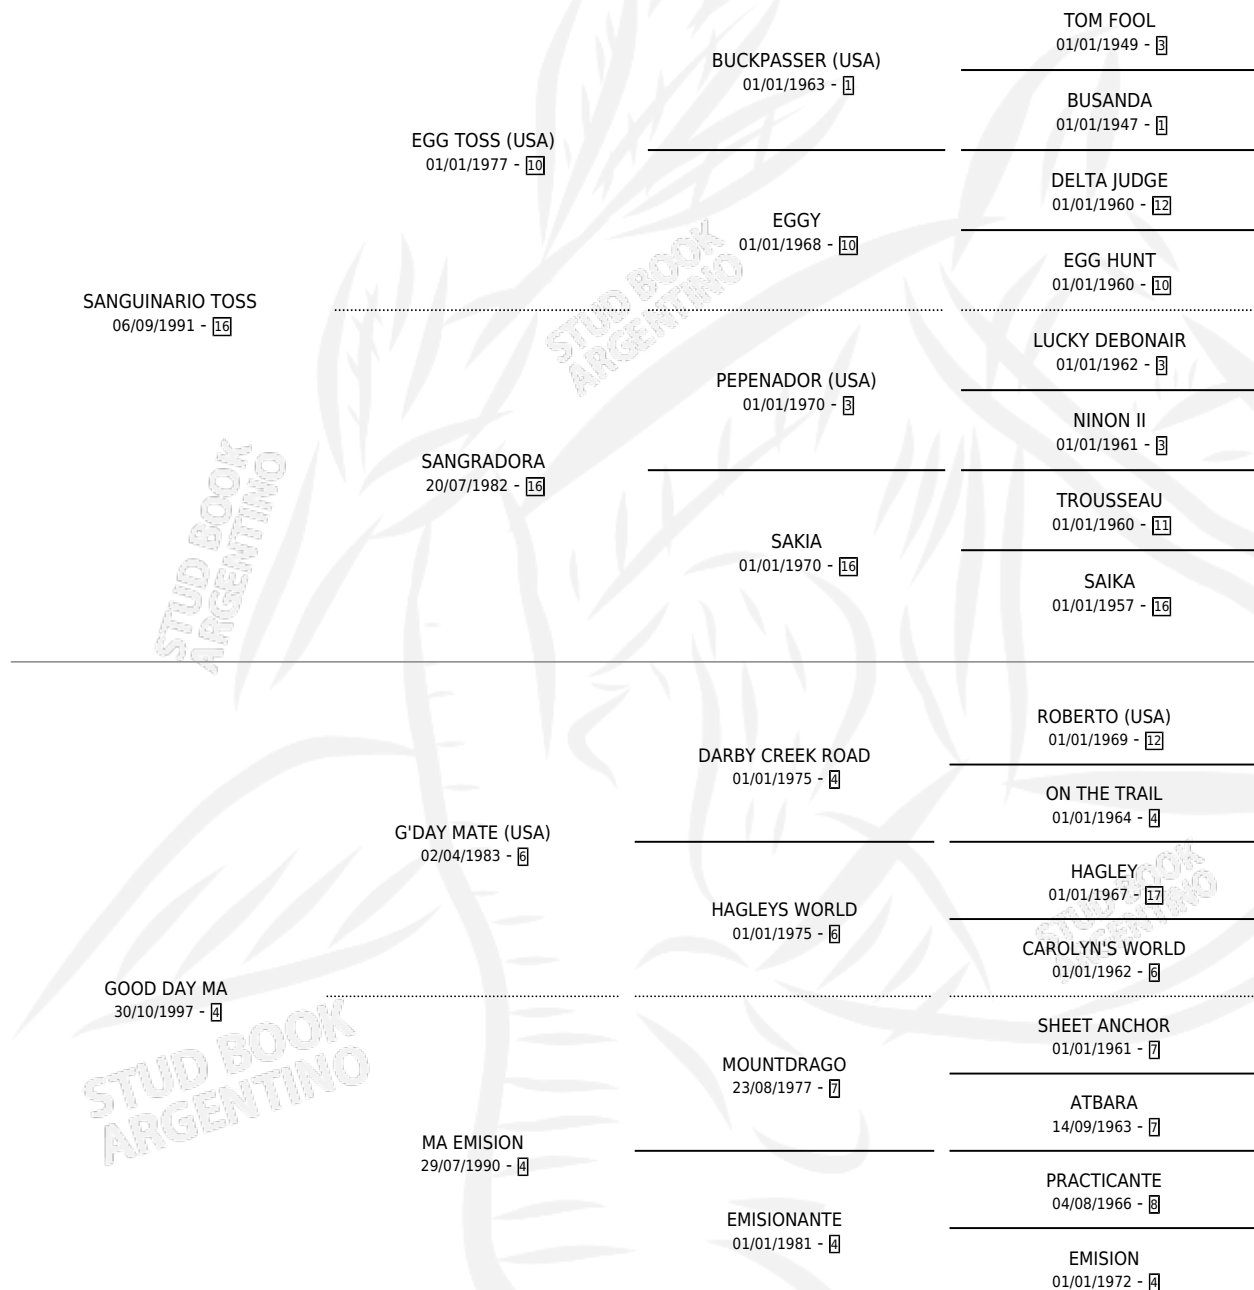 TOM FOOL
01/01/1949 - 3
BUCKPASSER (USA)
01/01/1963 - 1
BUSANDA
01/01/1947 - 1
EGG TOSS (USA)
01/01/1977 - 10
DELTA JUDGE
01/01/1960 - 12
EGGY
01/01/1968 - 10
EGG HUNT
01/01/1960 - 10
SANGUINARIO TOSS
06/09/1991 - 16
STUD BOOK
ARGENTINO
LUCKY DEBONAIR
01/01/1962 - 3
PEPENADOR (USA)
01/01/1970 - 3
NINON II
01/01/1961 - 3
SANGRADORA
20/07/1982 - 16
TROUSSEAU
01/01/1960 - 11
SAKIA
01/01/1970 - 16
SAIKA
01/01/1957 - 16
STUD BOOK
ARGENTINO
ROBERTO (USA)
01/01/1969 - 12
DARBY CREEK ROAD
01/01/1975 - 4
ON THE TRAIL
01/01/1964 - 4
G'DAY MATE (USA)
02/04/1983 - 6
HAGLEY
01/01/1967 - 17
HAGLEYS WORLD
01/01/1975 - 6
STUD BOOK
ARGENTINO
CAROLYN'S WORLD
01/01/1962 - 6
GOOD DAY MA
30/10/1997 - 4
STUD BOOK
ARGENTINO
SHEET ANCHOR
01/01/1961 - 7
MOUNTDRAGO
23/08/1977 - 7
ATBARA
14/09/1963 - 7
MA EMISION
29/07/1990 - 4
PRACTICANTE
04/08/1966 - 8
EMISIONANTE
01/01/1981 - 4
EMISION
01/01/1972 - 4